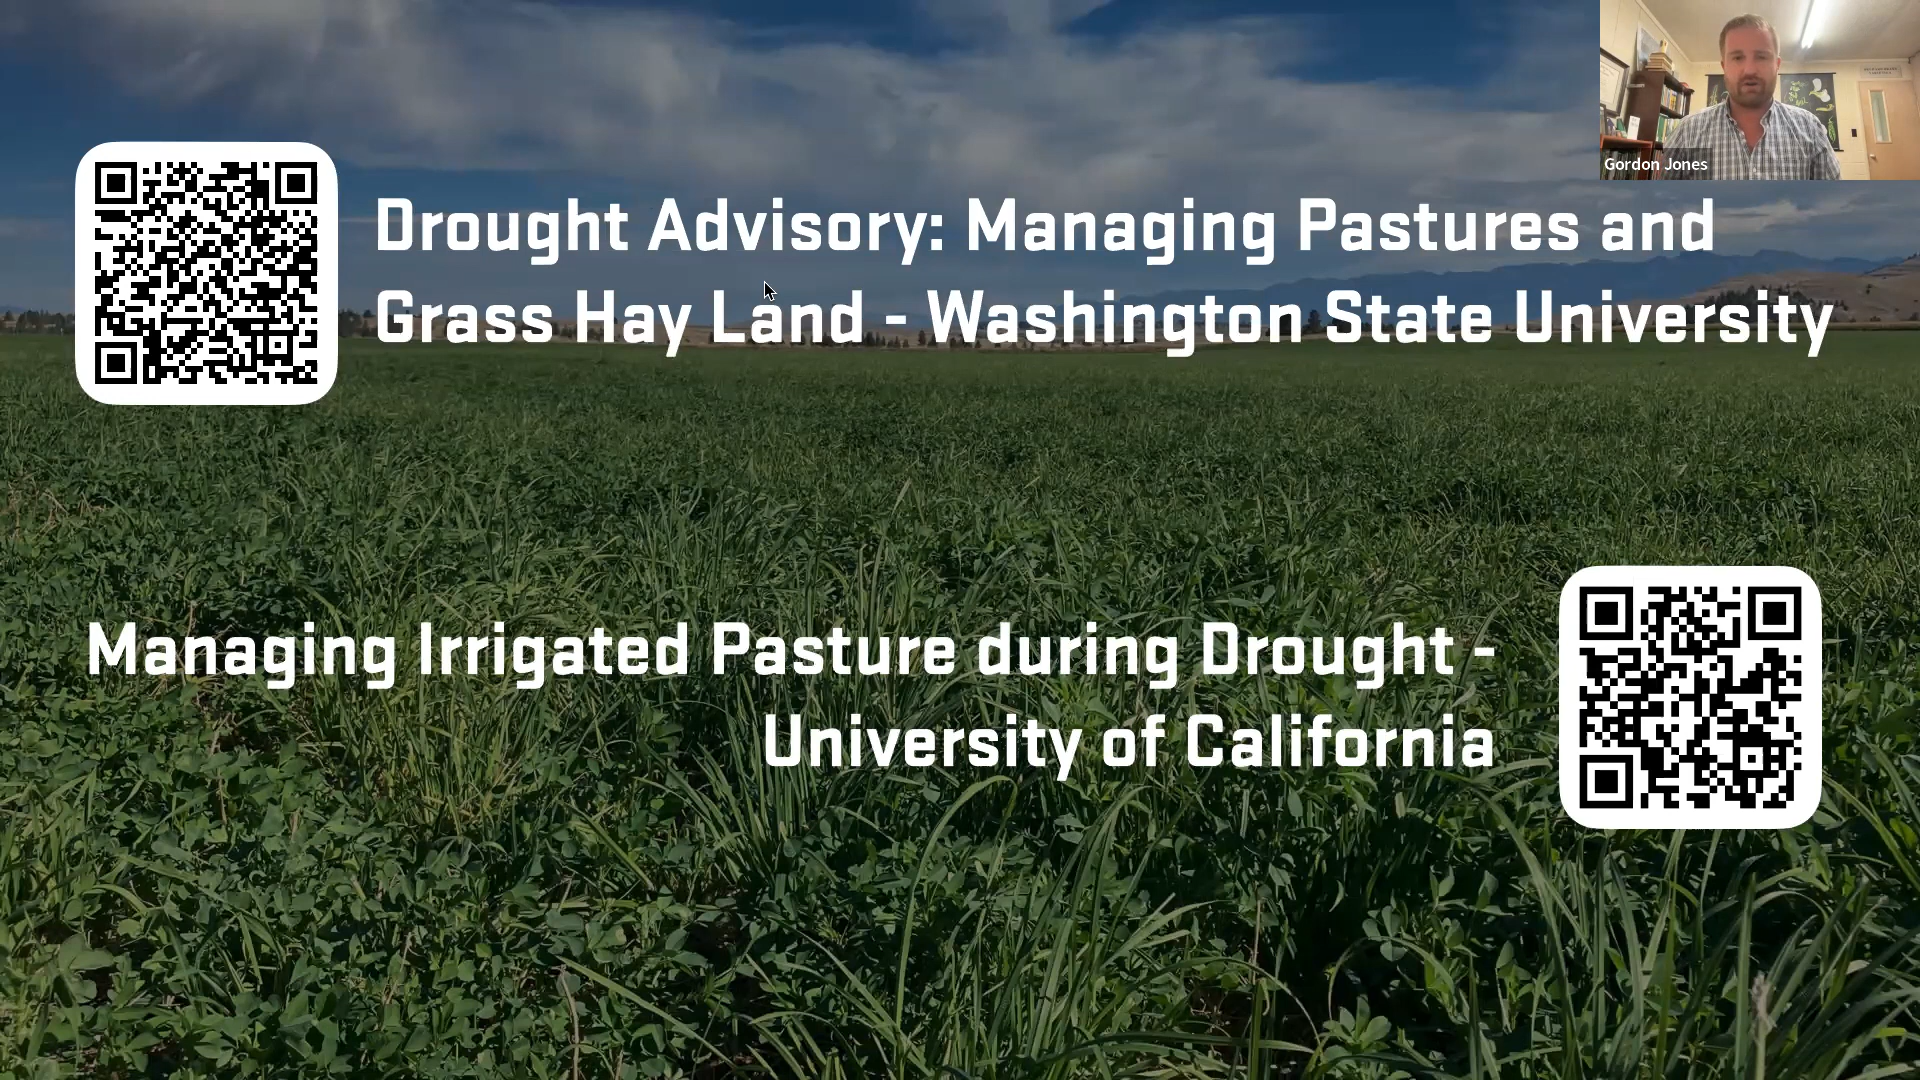 Gordon Jones
Drought Advisory: Managing Pastures and
Grass Hay Land - Washington State University
Managing Irrigated Pasture during Drought -
University of California